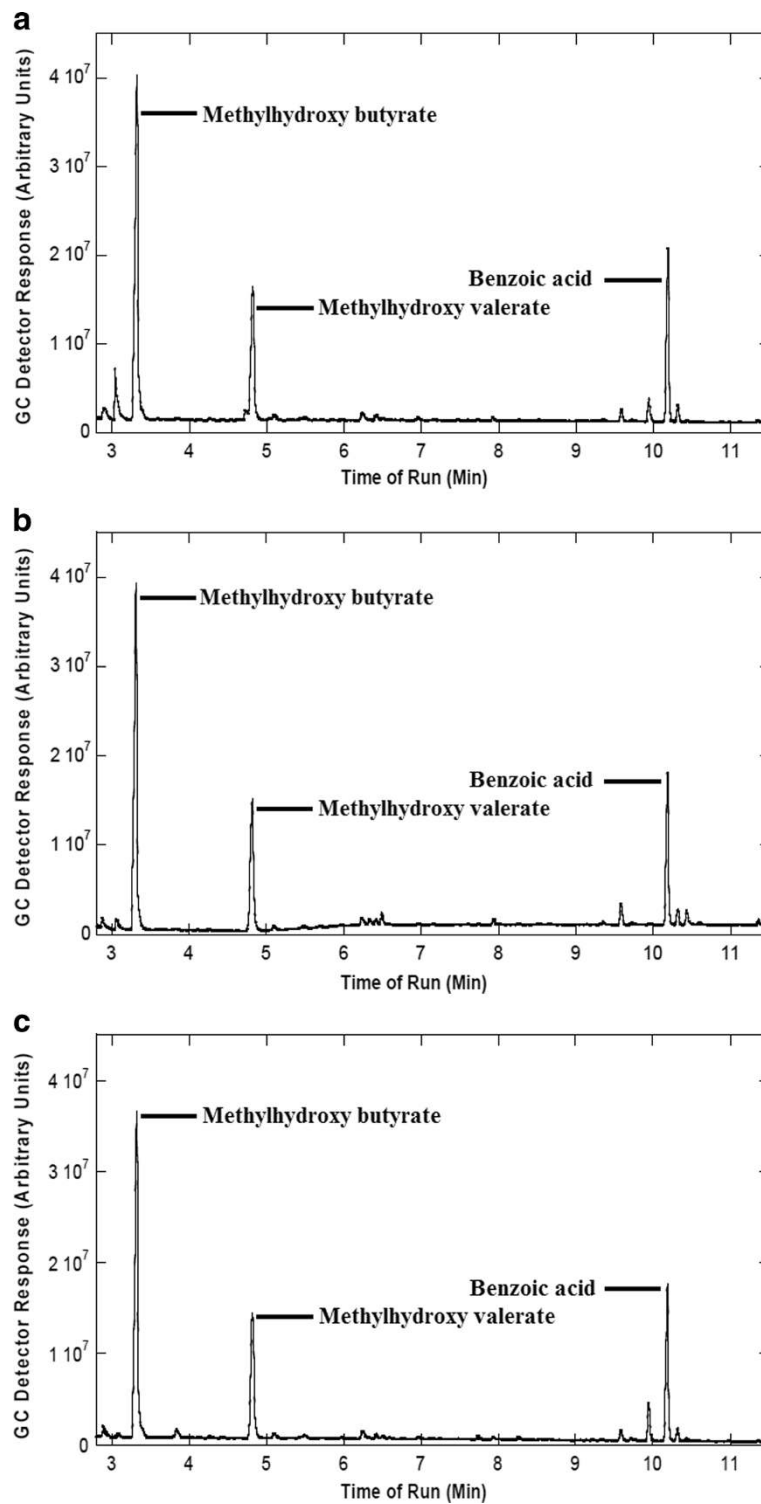 a
GC Detector Response (Arbitrary Units)
4 10⁷
3 10⁷
2 10⁷
1 10⁷
0
Methylhydroxy butyrate
Benzoic acid
Methylhydroxy valerate
3 4 5 6 7 8 9 10 11
Time of Run (Min)
b
GC Detector Response (Arbitrary Units)
4 10⁷
3 10⁷
2 10⁷
1 10⁷
0
Methylhydroxy butyrate
Benzoic acid
Methylhydroxy valerate
3 4 5 6 7 8 9 10 11
Time of Run (Min)
c
GC Detector Response (Arbitrary Units)
4 10⁷
3 10⁷
2 10⁷
1 10⁷
0
Methylhydroxy butyrate
Benzoic acid
Methylhydroxy valerate
3 4 5 6 7 8 9 10 11
Time of Run (Min)